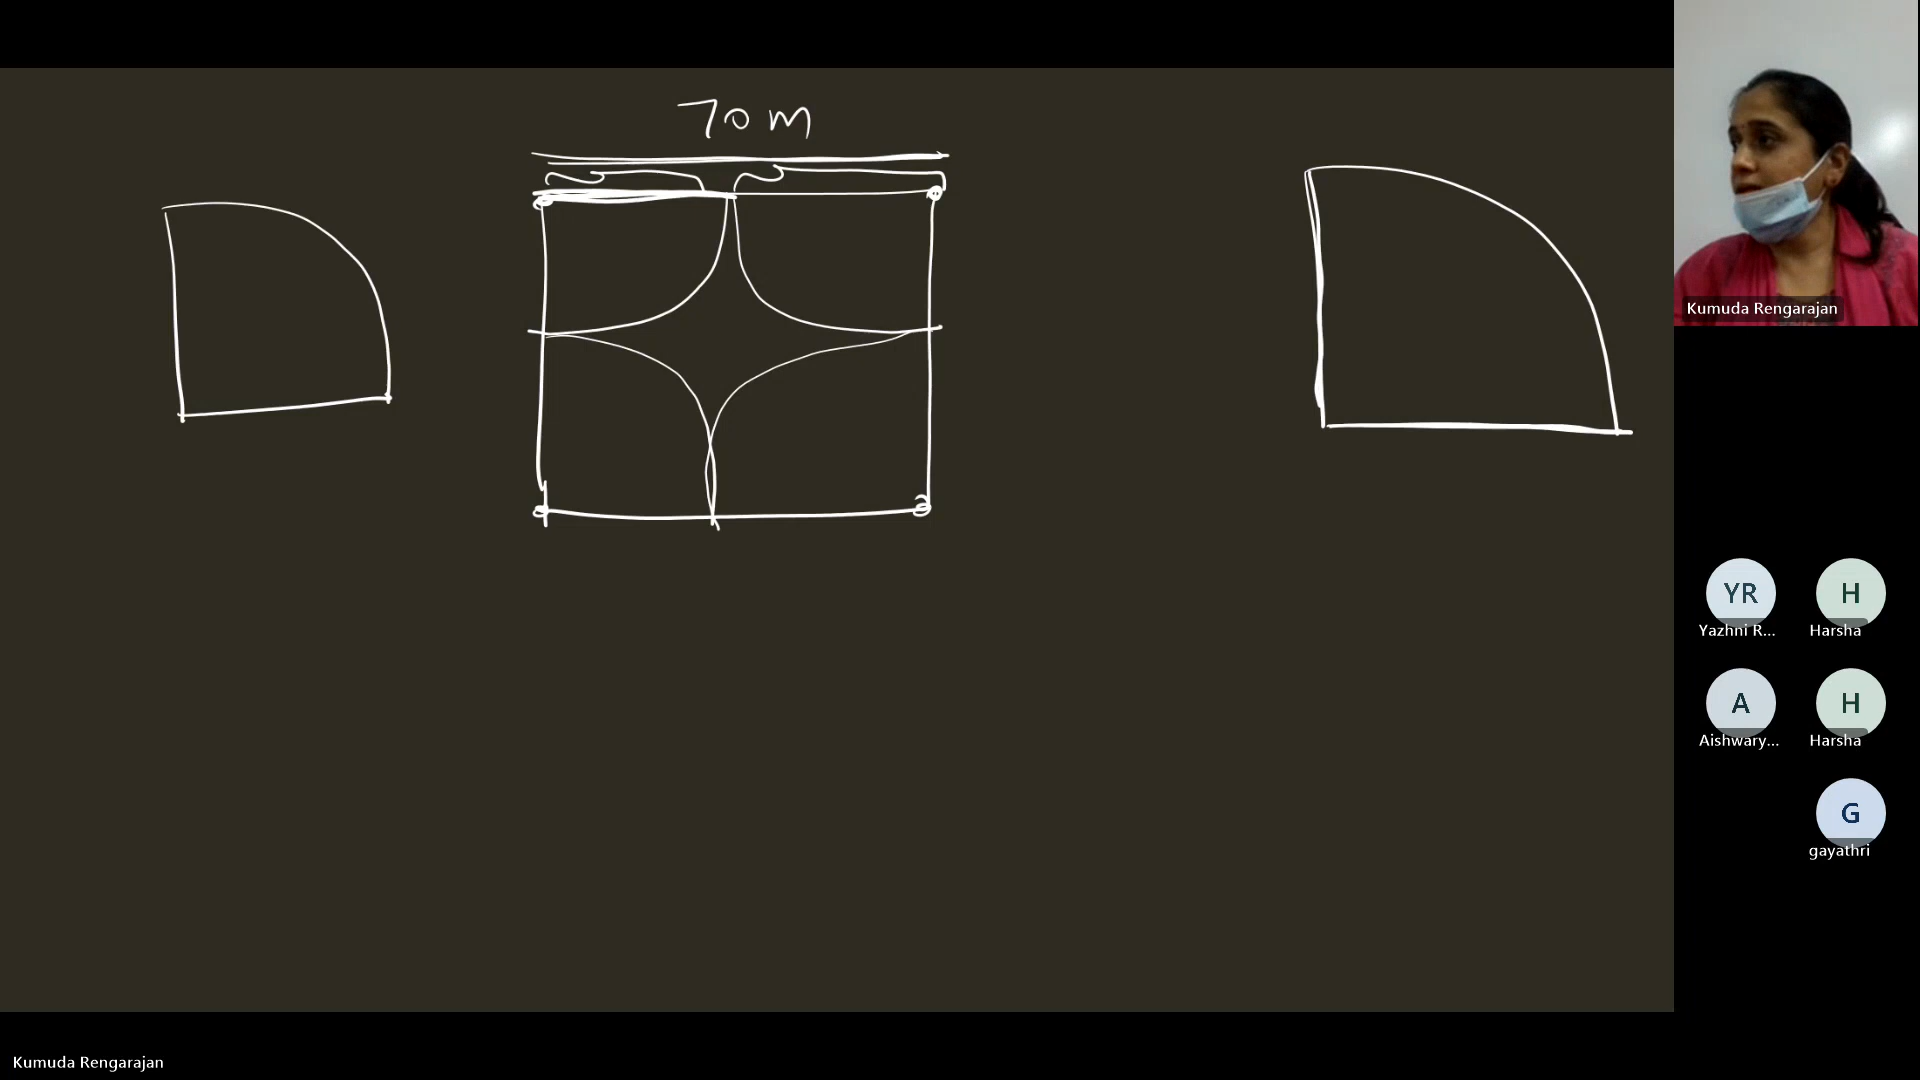 70 m
Kumuda Rengarajan
YR
H
Yazhni R...
Harsha
A
H
Aishwary...
Harsha
G
gayathri
Kumuda Rengarajan